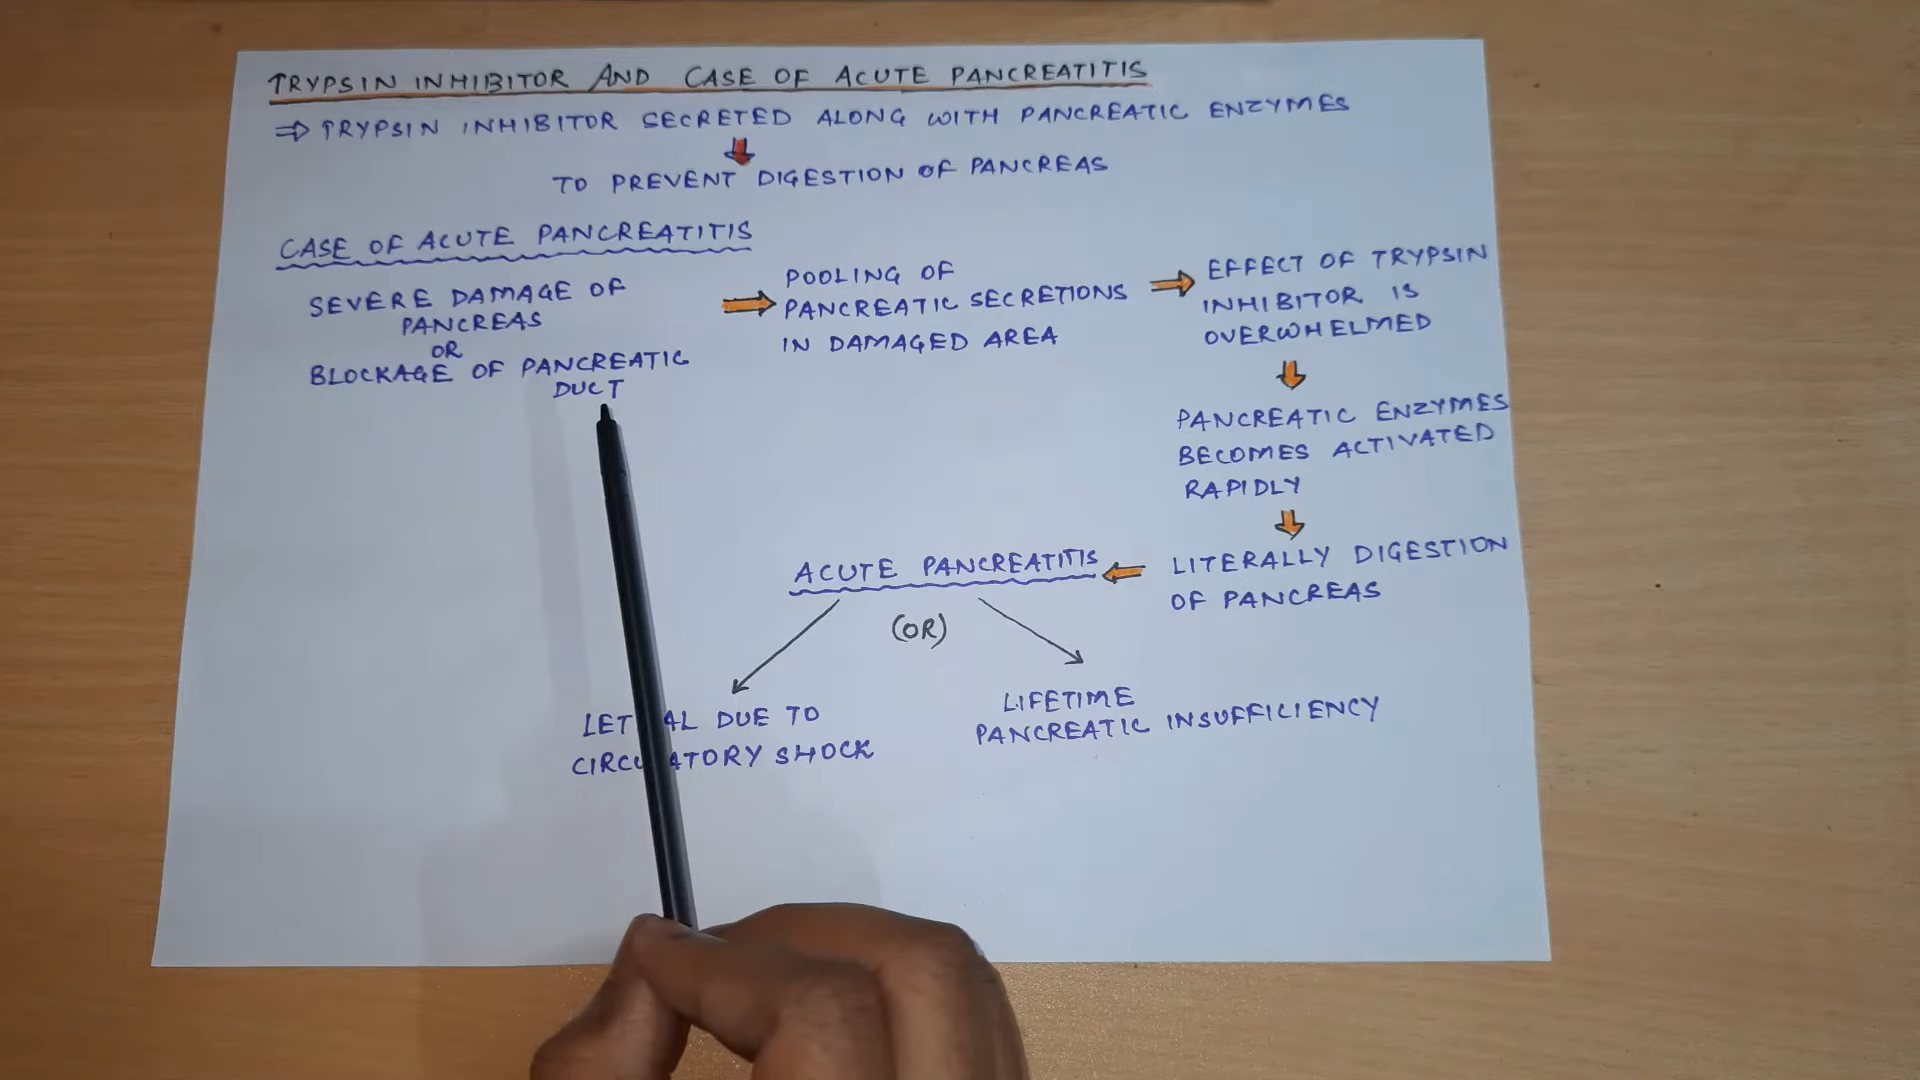 TRYPSIN INHIBITOR AND CASE OF ACUTE PANCREATITIS
⇒ TRYPSIN INHIBITOR SECRETED ALONG WITH PANCREATIC ENZYMES
TO PREVENT DIGESTION OF PANCREAS
CASE OF ACUTE PANCREATITIS
SEVERE DAMAGE OF
PANCREAS
OR
BLOCKAGE OF PANCREATIC
DUCT
POOLING OF
PANCREATIC SECRETIONS
IN DAMAGED AREA
EFFECT OF TRYPSIN
INHIBITOR IS
OVERWHELMED
PANCREATIC ENZYMES
BECOMES ACTIVATED
RAPIDLY
LITERALLY DIGESTION
OF PANCREAS
ACUTE PANCREATITIS
(OR)
LETHAL DUE TO
CIRCULATORY SHOCK
LIFETIME
PANCREATIC INSUFFICIENCY